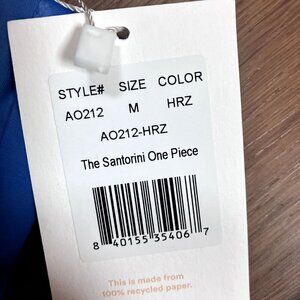 STYLE# SIZE COLOR
AO212 M HRZ
AO212-HRZ
The Santorini One Piece
8 40155 35406 7
This is made from
100% recycled paper.